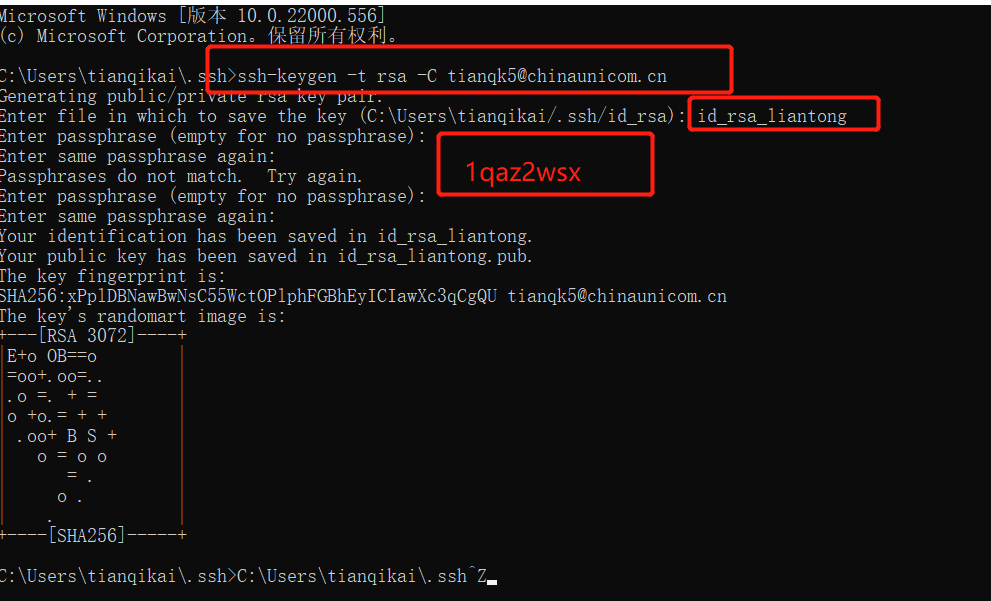 Microsoft Windows [版本 10.0.22000.556]
(c) Microsoft Corporation。保留所有权利。
C:\Users\tianqikai\.ssh>ssh-keygen -t rsa -C tianqk5@chinaunicom.cn
Generating public/private rsa key pair.
Enter file in which to save the key (C:\Users\tianqikai/.ssh/id_rsa): id_rsa_liantong
Enter passphrase (empty for no passphrase):
Enter same passphrase again:
1qaz2wsx
Passphrases do not match.  Try again.
Enter passphrase (empty for no passphrase):
Enter same passphrase again:
Your identification has been saved in id_rsa_liantong.
Your public key has been saved in id_rsa_liantong.pub.
The key fingerprint is:
SHA256:xPplDBNawBwNsC55WctOPlphFGBhEyICIawXc3qCgQU tianqk5@chinaunicom.cn
The key's randomart image is:
+---[RSA 3072]----+
|E+o OB==o        |
|=oo+.oo=..       |
|.o =. + =        |
|o +o.= + +       |
| .oo+ B S +      |
|   o = o o       |
|      = .        |
|     o .         |
|    .            |
+----[SHA256]-----+
C:\Users\tianqikai\.ssh>C:\Users\tianqikai\.ssh^Z